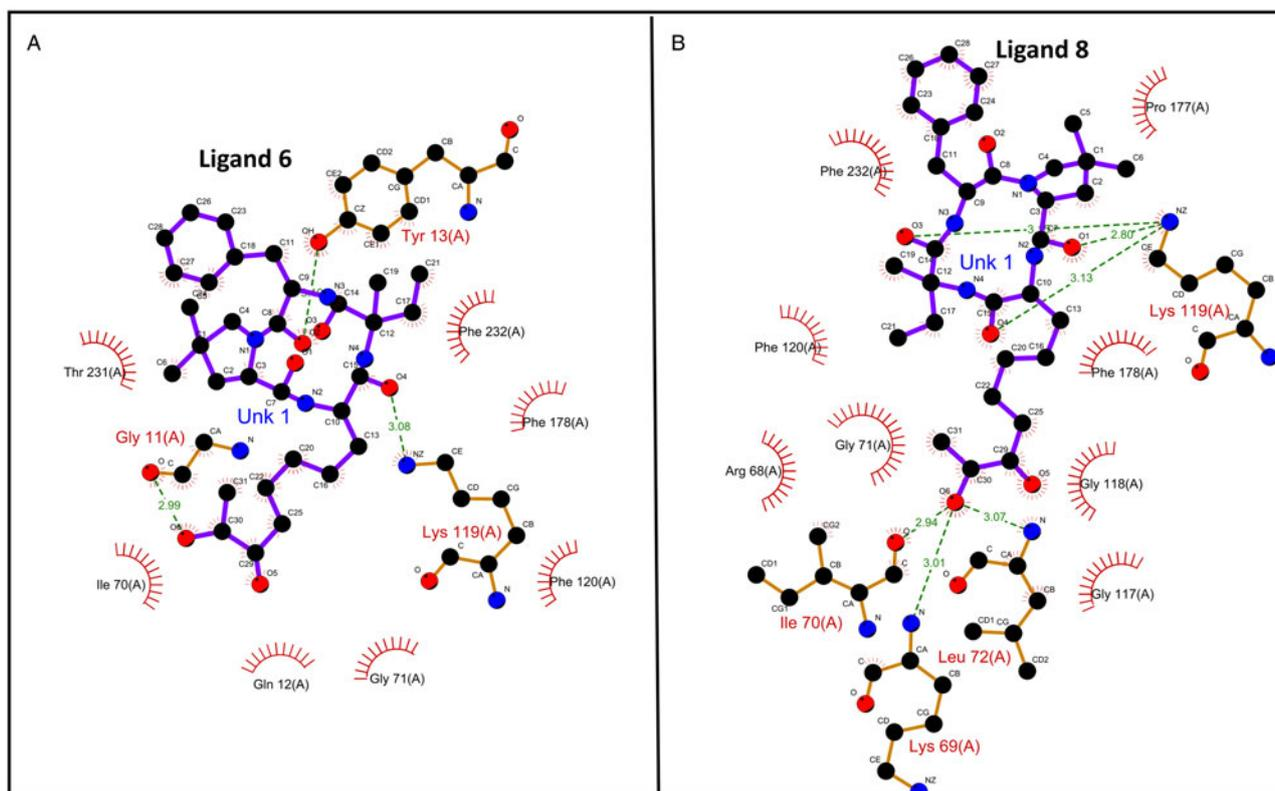 A
Ligand 6
O
CB
C
CD2
CE2
CG
CA
CZ
CD1
N
OH
CE1
Tyr 13(A)
C26
C23
C28
C18
C11
C27
C19
C21
C9
N3
C14
C4
C8
O3
C17
C1
C12
Phe 232(A)
N1
O1
N4
C6
C15
Thr 231(A)
C2
C3
O4
C7
N2
Unk 1
C10
Phe 178(A)
Gly 11(A)
CA
N
C13
3.08
O
C
C20
NZ
CE
C31
C22
C16
CD
CG
2.99
C25
C30
Lys 119(A)
CB
O6
C29
C
CA
Phe 120(A)
Ile 70(A)
O5
O
N
Gln 12(A)
Gly 71(A)
B
Ligand 8
C28
C26
C27
C23
C24
Pro 177(A)
C5
O2
C11
C8
C4
C1
C6
Phe 232(A)
C9
N1
C2
N3
C3
NZ
O3
N2
O1
2.80
CE
C14
CG
C19
Unk 1
C12
3.13
CD
CB
N4
C10
Lys 119(A)
C17
C13
C
CA
C21
O4
O
Phe 120(A)
C20
C16
Phe 178(A)
C22
C25
Gly 71(A)
C31
Arg 68(A)
C29
C30
O5
Gly 118(A)
O6
2.94
3.07
CG2
O
N
CD1
CB
C
3.01
C
CA
CG1
CA
O
CB
Gly 117(A)
Ile 70(A)
N
N
CD1
CG
Leu 72(A)
C
CA
CD2
O
CB
CD
CG
Lys 69(A)
CE
NZ